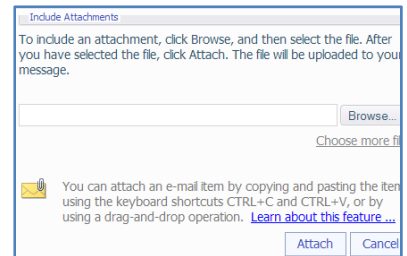 Include Attachments
To include an attachment, click Browse, and then select the file. After
you have selected the file, click Attach. The file will be uploaded to your
message.
Browse...
Choose more fil
You can attach an e-mail item by copying and pasting the item
using the keyboard shortcuts CTRL+C and CTRL+V, or by
using a drag-and-drop operation. Learn about this feature ...
Attach Cancel